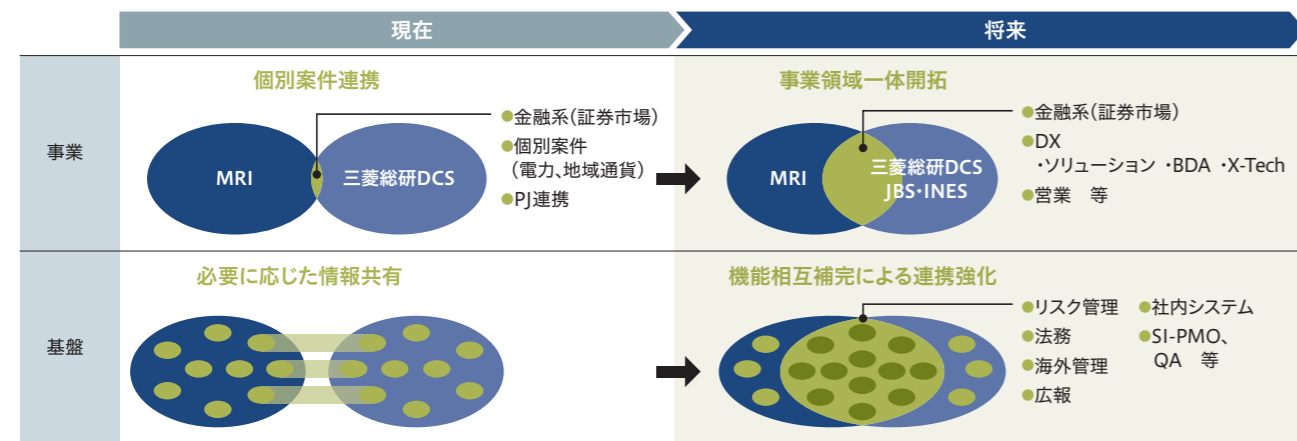 現在
将来
事業
個別案件連携
MRI
三菱総研DCS
●金融系(証券市場)
●個別案件
(電力、地域通貨)
●PJ連携
事業領域一体開拓
MRI
三菱総研DCS
JBS・INES
●金融系(証券市場)
●DX
・ソリューション ・BDA ・X-Tech
●営業 等
基盤
必要に応じた情報共有
機能相互補完による連携強化
●リスク管理
●法務
●海外管理
●広報
●社内システム
●SI-PMO、
QA 等